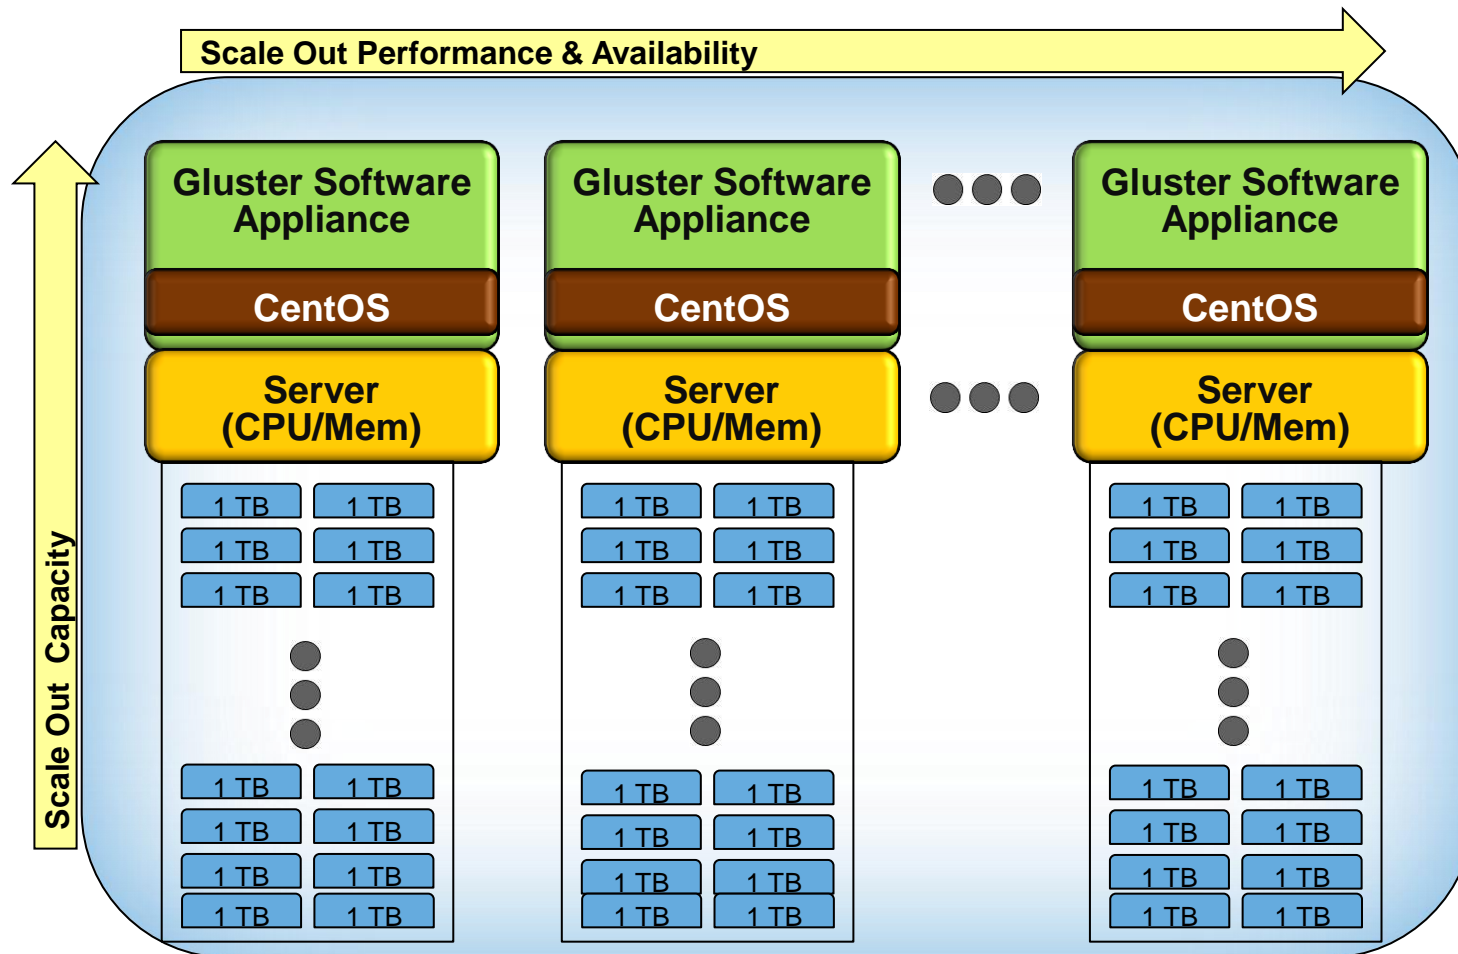 Scale Out Performance & Availability
Scale Out Capacity
Gluster Software
Appliance
CentOS
Server
(CPU/Mem)
1 TB 1 TB
1 TB 1 TB
1 TB 1 TB
1 TB 1 TB
1 TB 1 TB
1 TB 1 TB
1 TB 1 TB
Gluster Software
Appliance
CentOS
Server
(CPU/Mem)
1 TB 1 TB
1 TB 1 TB
1 TB 1 TB
1 TB 1 TB
1 TB 1 TB
1 TB 1 TB
1 TB 1 TB
Gluster Software
Appliance
CentOS
Server
(CPU/Mem)
1 TB 1 TB
1 TB 1 TB
1 TB 1 TB
1 TB 1 TB
1 TB 1 TB
1 TB 1 TB
1 TB 1 TB